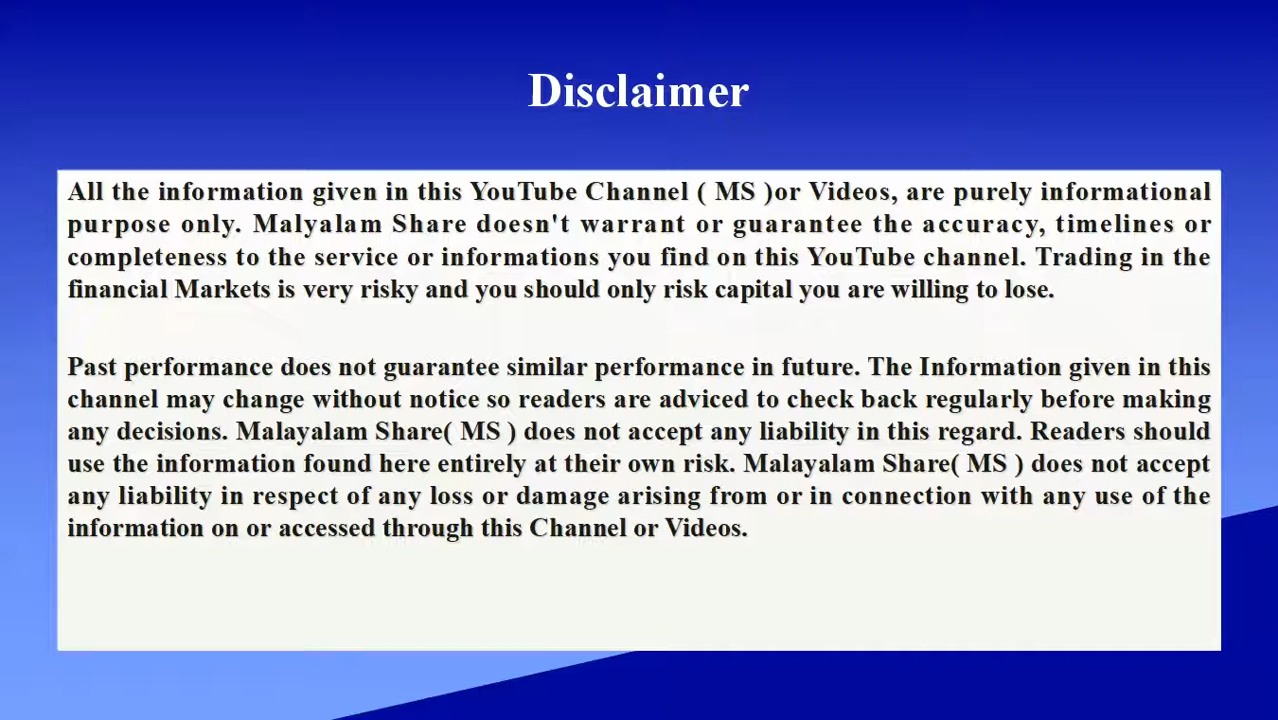 Disclaimer
All the information given in this YouTube Channel ( MS )or Videos, are purely informational
purpose only. Malyalam Share doesn't warrant or guarantee the accuracy, timelines or
completeness to the service or informations you find on this YouTube channel. Trading in the
financial Markets is very risky and you should only risk capital you are willing to lose.
Past performance does not guarantee similar performance in future. The Information given in this
channel may change without notice so readers are adviced to check back regularly before making
any decisions. Malayalam Share( MS ) does not accept any liability in this regard. Readers should
use the information found here entirely at their own risk. Malayalam Share( MS ) does not accept
any liability in respect of any loss or damage arising from or in connection with any use of the
information on or accessed through this Channel or Videos.